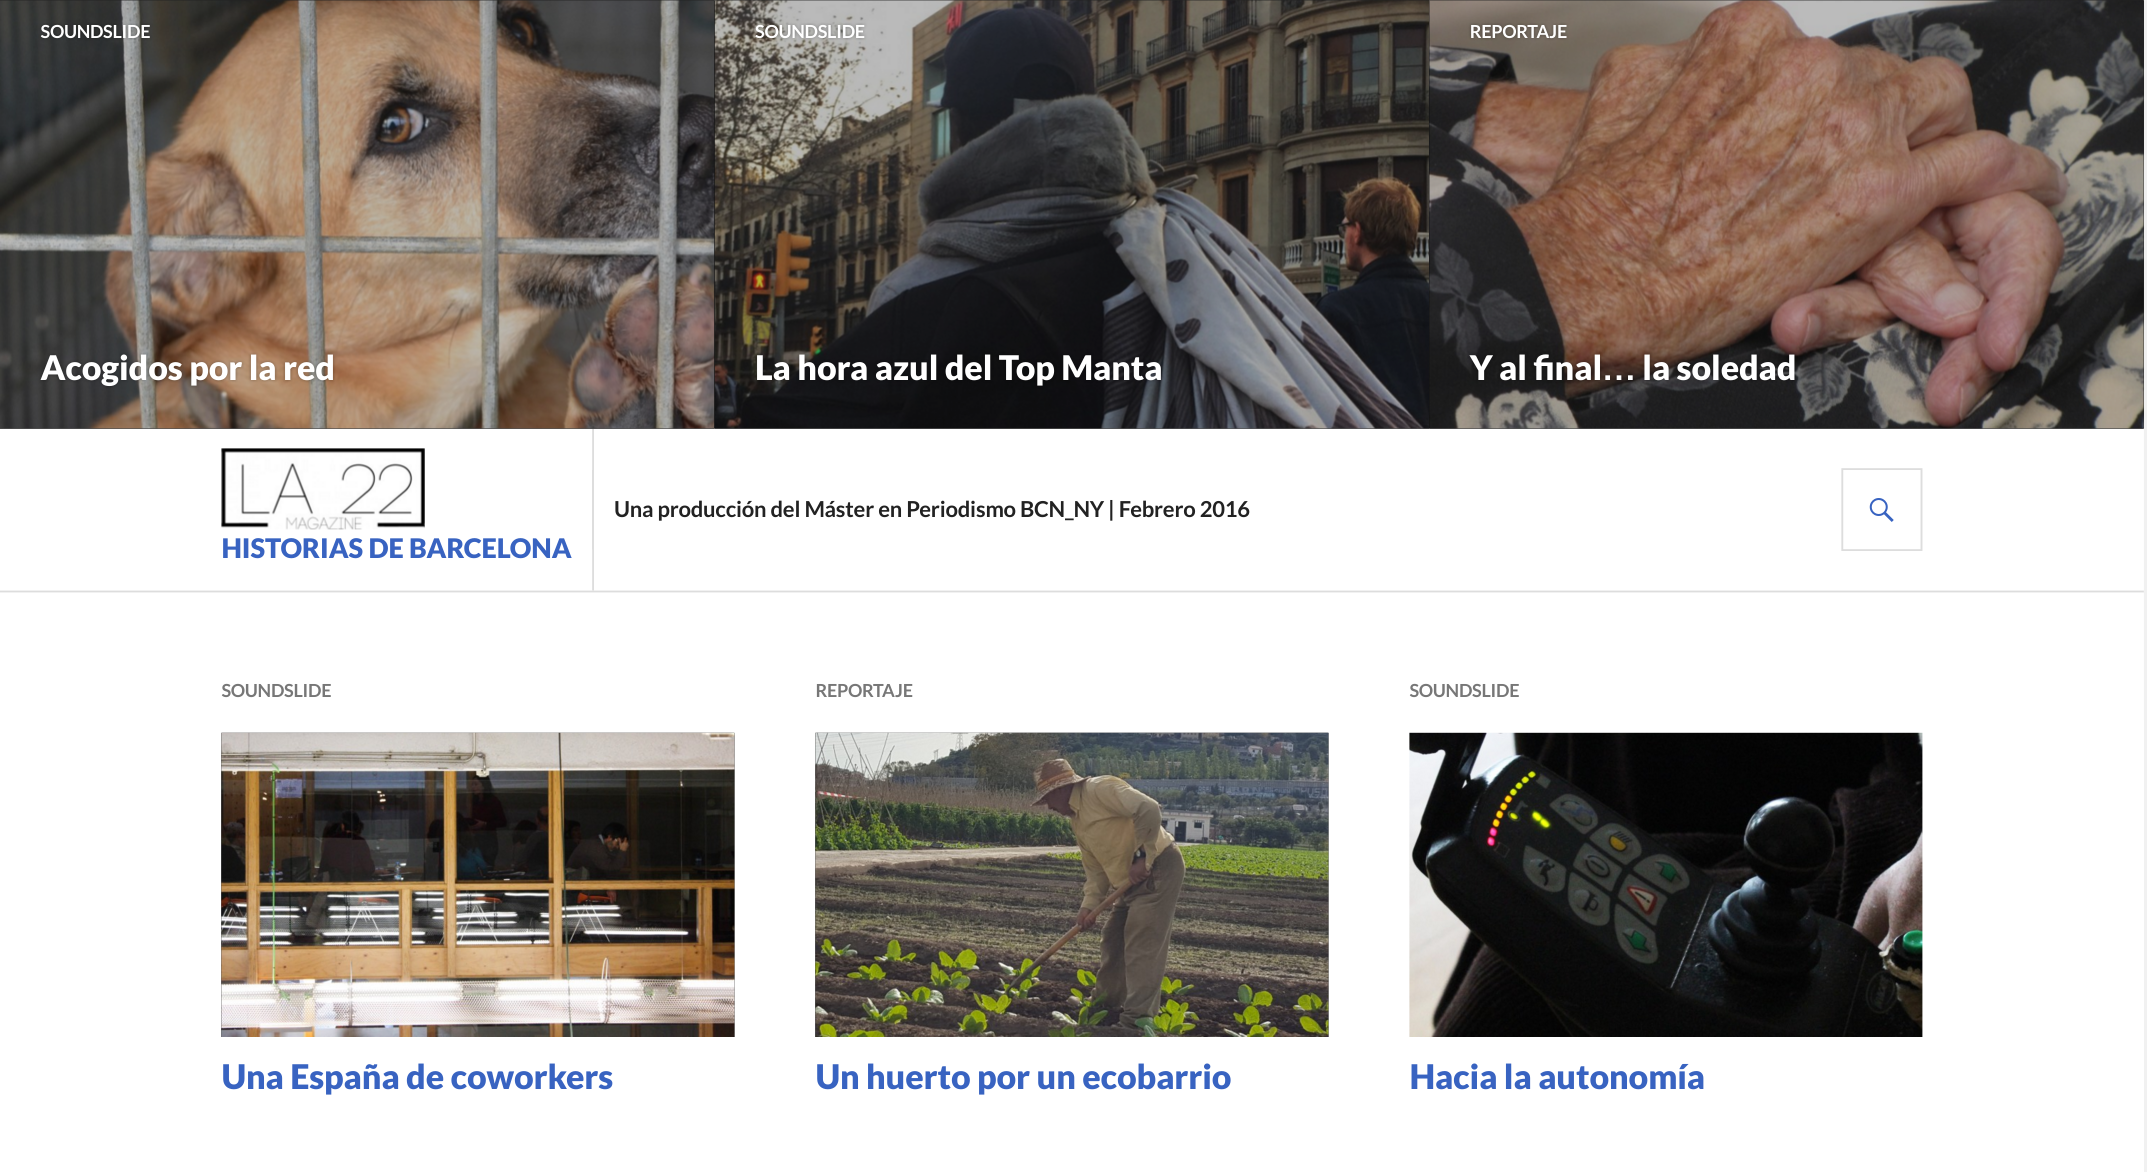 SOUNDSLIDE
Acogidos por la red
SOUNDSLIDE
La hora azul del Top Manta
REPORTAJE
Y al final… la soledad
LA 22
MAGAZINE
HISTORIAS DE BARCELONA
Una producción del Máster en Periodismo BCN_NY | Febrero 2016
SOUNDSLIDE
Una España de coworkers
REPORTAJE
Un huerto por un ecobarrio
SOUNDSLIDE
Hacia la autonomía